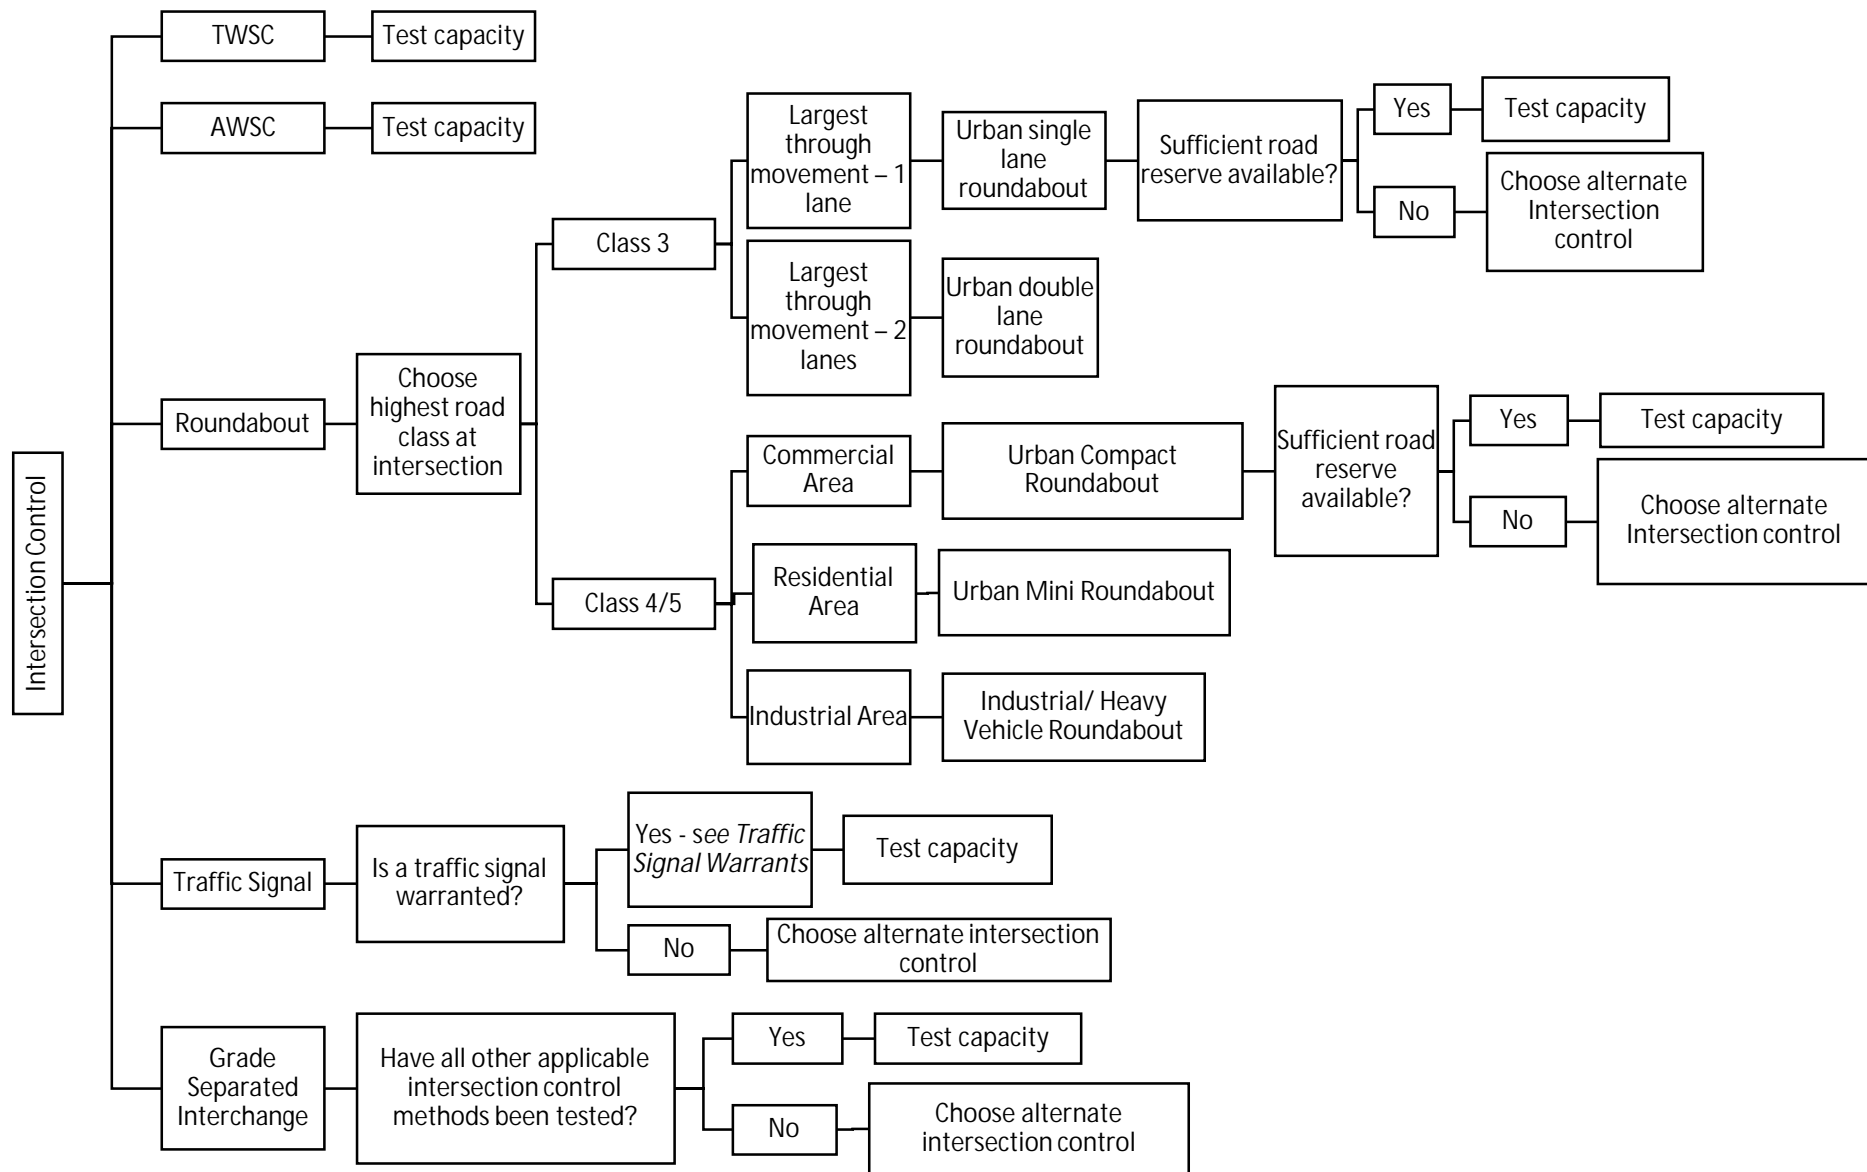 Intersection Control
TWSC
Test capacity
AWSC
Test capacity
Roundabout
Choose
highest road
class at
intersection
Class 3
Largest
through
movement – 1
lane
Urban single
lane
roundabout
Sufficient road
reserve available?
Yes
Test capacity
No
Choose alternate
Intersection
control
Largest
through
movement – 2
lanes
Urban double
lane
roundabout
Class 4/5
Commercial
Area
Urban Compact
Roundabout
Sufficient road
reserve
available?
Yes
Test capacity
No
Choose alternate
Intersection control
Residential
Area
Urban Mini Roundabout
Industrial Area
Industrial/ Heavy
Vehicle Roundabout
Traffic Signal
Is a traffic signal
warranted?
Yes - see Traffic
Signal Warrants
Test capacity
No
Choose alternate intersection
control
Grade
Separated
Interchange
Have all other applicable
intersection control
methods been tested?
Yes
Test capacity
No
Choose alternate
intersection control